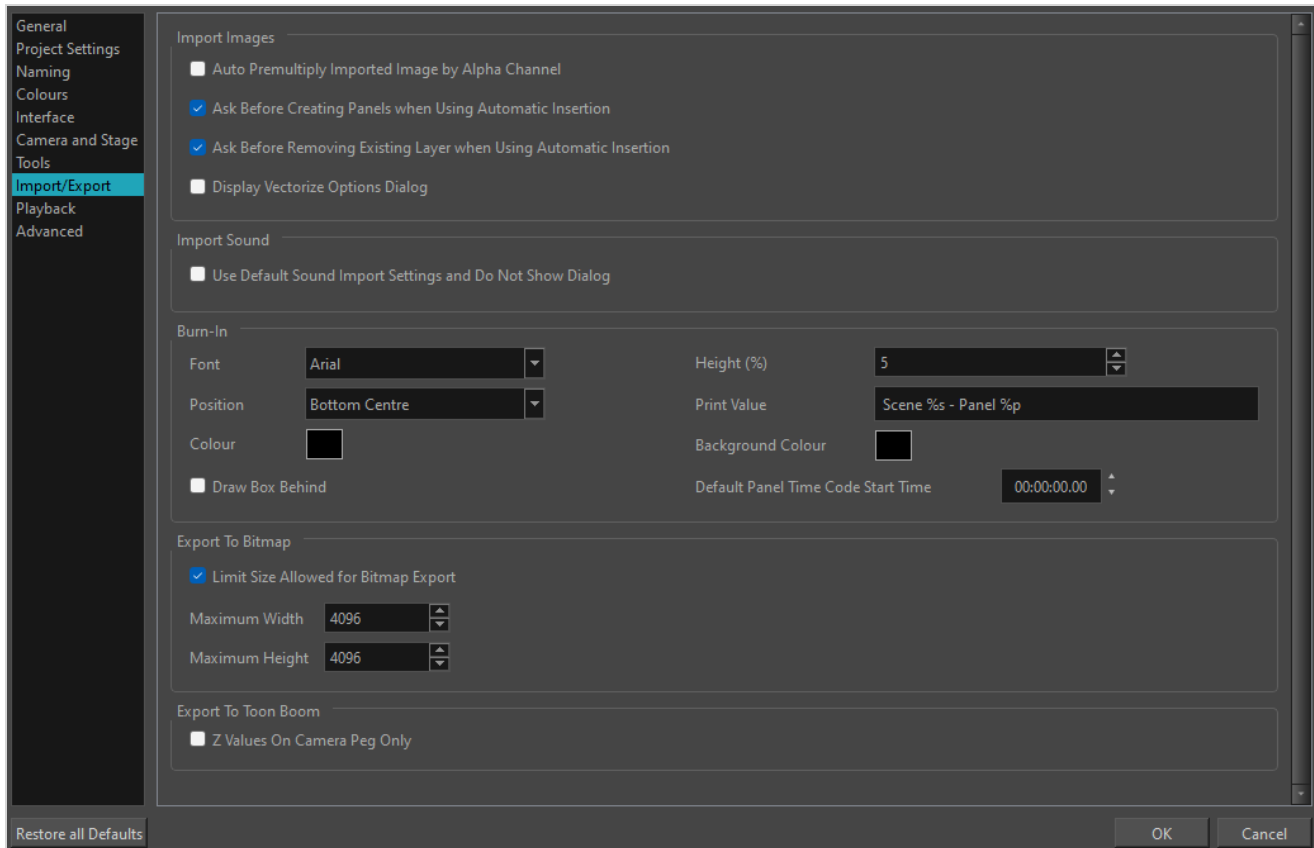 General
Project Settings
Naming
Colours
Interface
Camera and Stage
Tools
Import/Export
Playback
Advanced
Import Images
Auto Premultiply Imported Image by Alpha Channel
Ask Before Creating Panels when Using Automatic Insertion
Ask Before Removing Existing Layer when Using Automatic Insertion
Display Vectorize Options Dialog
Import Sound
Use Default Sound Import Settings and Do Not Show Dialog
Burn-In
Font Arial Height (%) 5
Position Bottom Centre Print Value Scene %s - Panel %p
Colour Background Colour
Draw Box Behind Default Panel Time Code Start Time 00:00:00.00
Export To Bitmap
Limit Size Allowed for Bitmap Export
Maximum Width 4096
Maximum Height 4096
Export To Toon Boom
Z Values On Camera Peg Only
Restore all Defaults OK Cancel